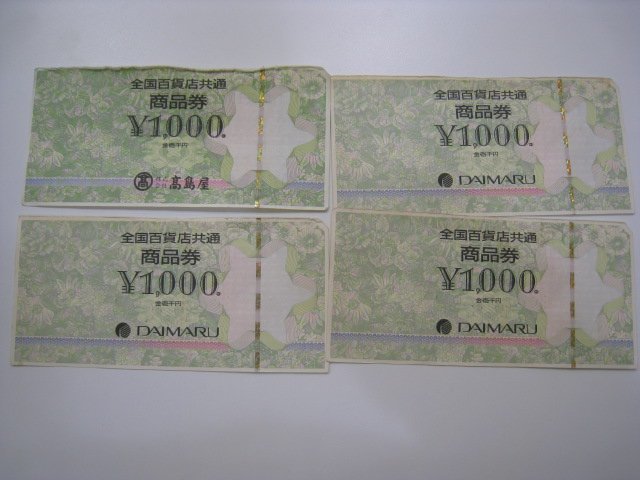 全国百貨店共通
商品券
¥1,000.
金壱千円
高島屋
全国百貨店共通
商品券
¥1,000.
金壱千円
DAIMARU
全国百貨店共通
商品券
¥1,000.
金壱千円
DAIMARU
全国百貨店共通
商品券
¥1,000.
金壱千円
DAIMARU